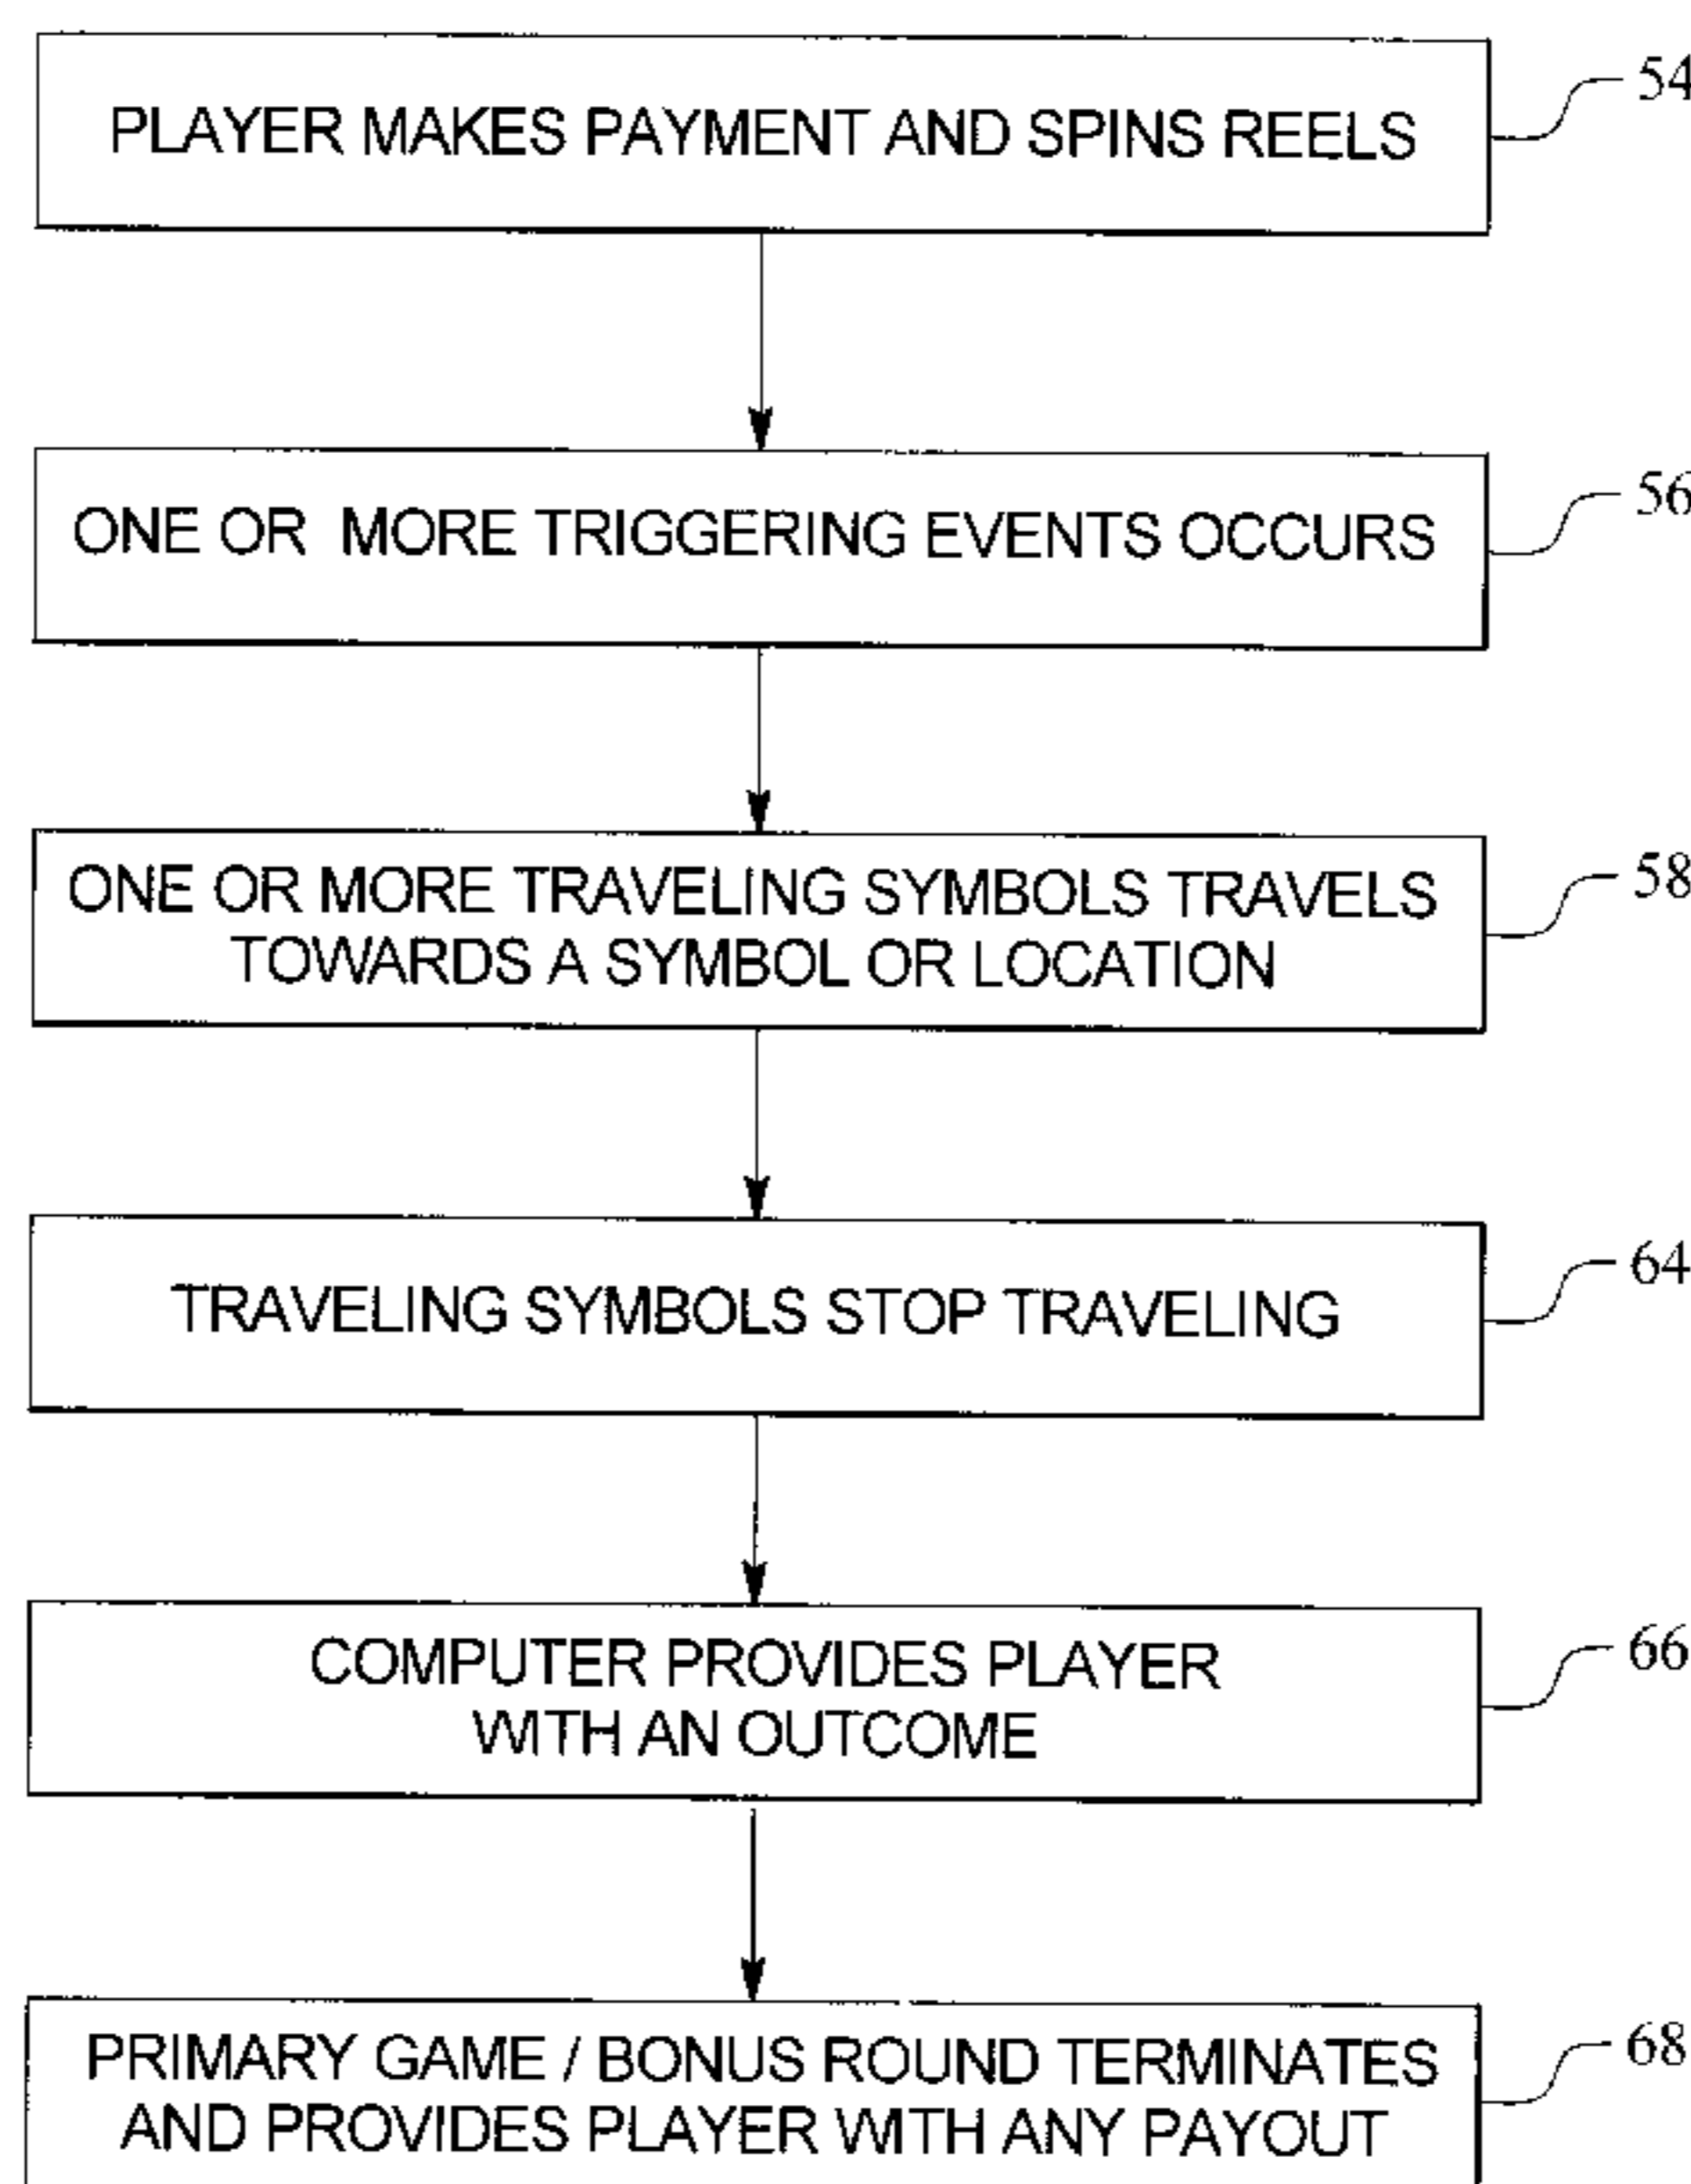 PLAYER MAKES PAYMENT AND SPINS REELS
54
ONE OR MORE TRIGGERING EVENTS OCCURS
56
ONE OR MORE TRAVELING SYMBOLS TRAVELS
TOWARDS A SYMBOL OR LOCATION
58
TRAVELING SYMBOLS STOP TRAVELING
64
COMPUTER PROVIDES PLAYER
WITH AN OUTCOME
66
PRIMARY GAME / BONUS ROUND TERMINATES
AND PROVIDES PLAYER WITH ANY PAYOUT
68